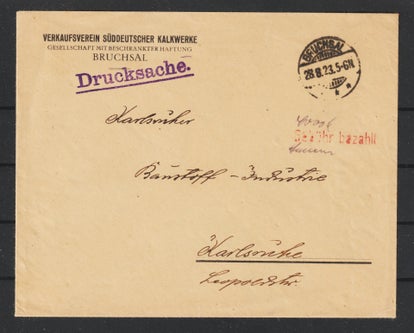 VERKAUFSVEREIN SÜDDEUTSCHER KALKWERKE
GESELLSCHAFT MIT BESCHRÄNKTER HAFTUNG
BRUCHSAL
Drucksache.
BRUCHSAL
28.8.23.5-6N.
Gebühr bezahlt
Karlsruher
Baustoff-Industrie
Karlsruhe
Leopoldstr.